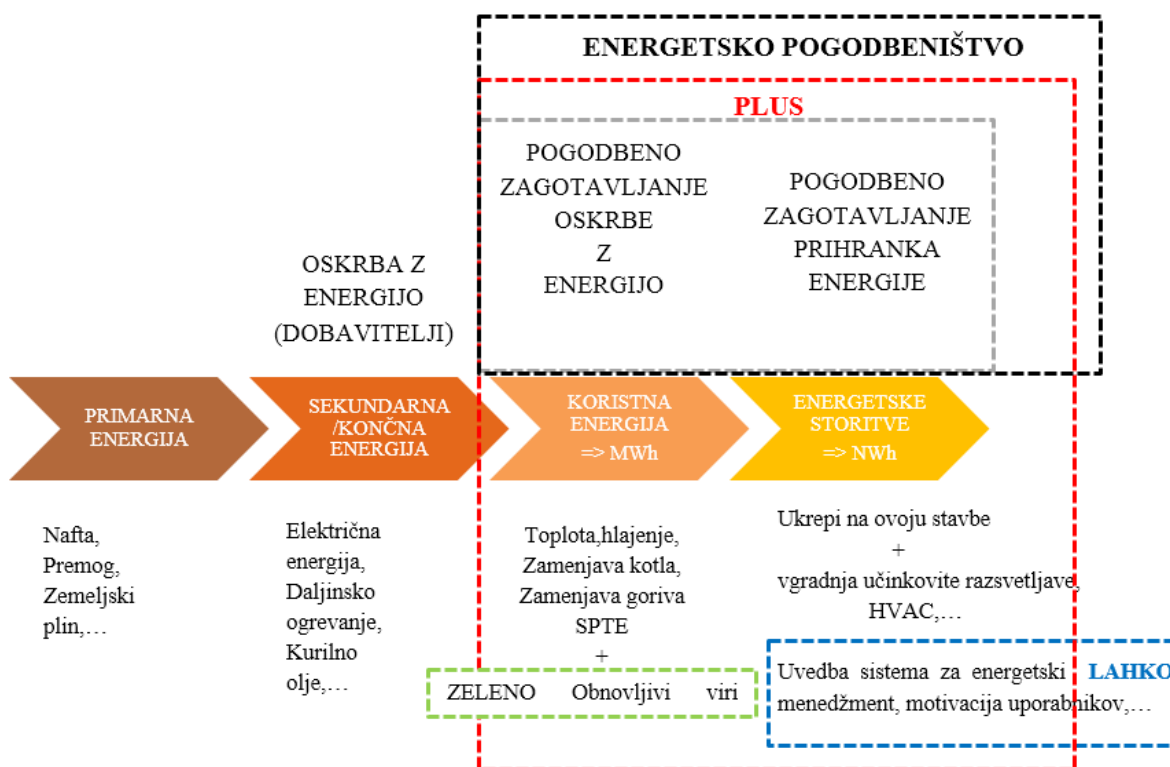 ENERGETSKO POGODBENIŠTVO
PLUS
POGODBENO
ZAGOTAVLJANJE
OSKRBE
Z
ENERGIJO
POGODBENO
ZAGOTAVLJANJE
PRIHRANKA
ENERGIJE
OSKRBA Z
ENERGIJO
(DOBAVITELJI)
PRIMARNA
ENERGIJA
SEKUNDARNA
/KONČNA
ENERGIJA
KORISTNA
ENERGIJA
=> MWh
ENERGETSKE
STORITVE
=> NWh
Nafta,
Premog,
Zemeljski
plin,…
Električna
energija,
Daljinsko
ogrevanje,
Kurilno
olje,…
Toplota,hlajenje,
Zamenjava kotla,
Zamenjava goriva
SPTE
+
ZELENO Obnovljivi viri
Ukrepi na ovoju stavbe
+
vgradnja učinkovite razsvetljave,
HVAC,…
Uvedba sistema za energetski LAHKO
menedžment, motivacija uporabnikov,…